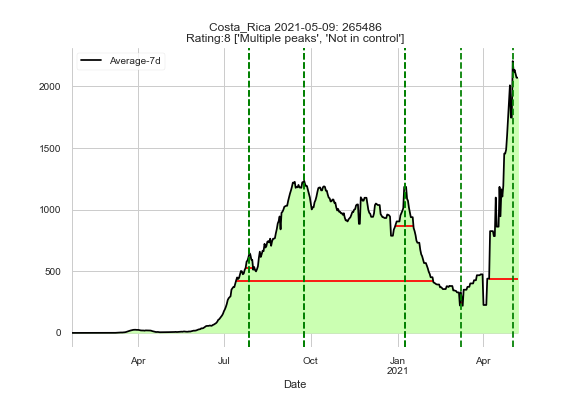 Costa_Rica 2021-05-09: 265486
Rating:8 ['Multiple peaks', 'Not in control']
Average-7d
2000
1500
1000
500
0
Apr
Jul
Oct
Jan
2021
Apr
Date